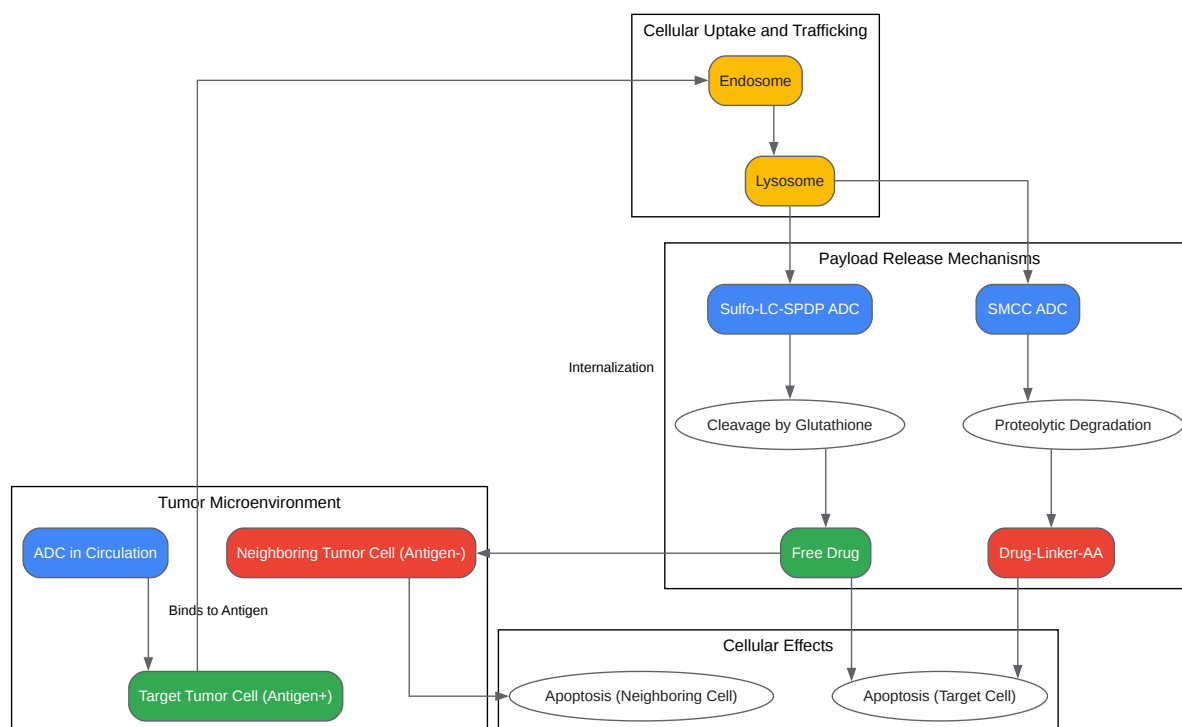 Cellular Uptake and Trafficking
Endosome
Lysosome
Payload Release Mechanisms
Sulfo-LC-SPDP ADC
SMCC ADC
Internalization
Cleavage by Glutathione
Proteolytic Degradation
Tumor Microenvironment
ADC in Circulation
Neighboring Tumor Cell (Antigen-)
Free Drug
Drug-Linker-AA
Binds to Antigen
Cellular Effects
Target Tumor Cell (Antigen+)
Apoptosis (Neighboring Cell)
Apoptosis (Target Cell)